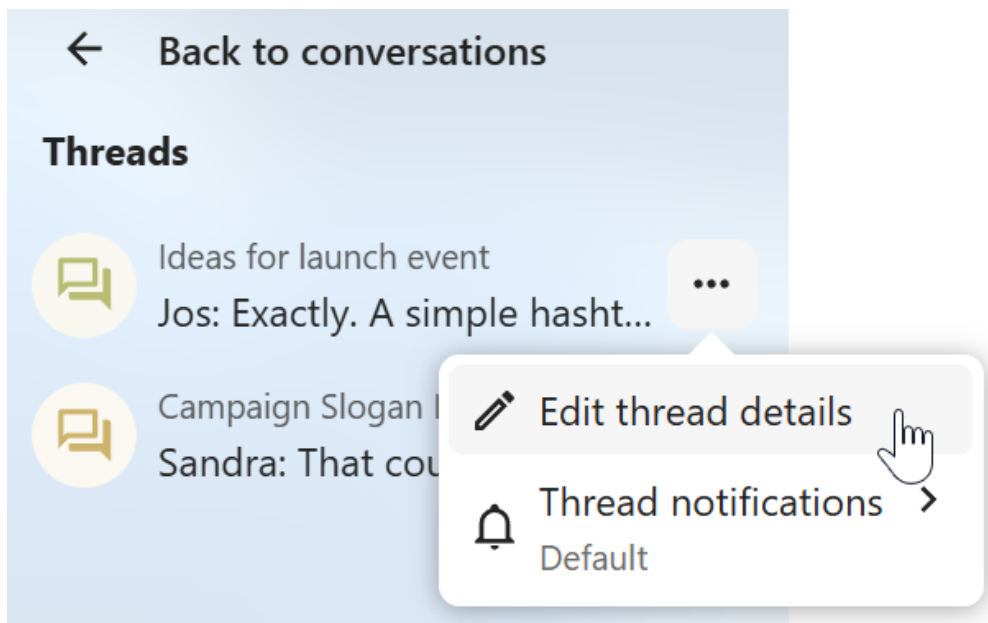 Back to conversations
Threads
Ideas for launch event
Jos: Exactly. A simple hasht...
Campaign Slogan
Sandra: That
Edit thread details
Thread notifications
Default